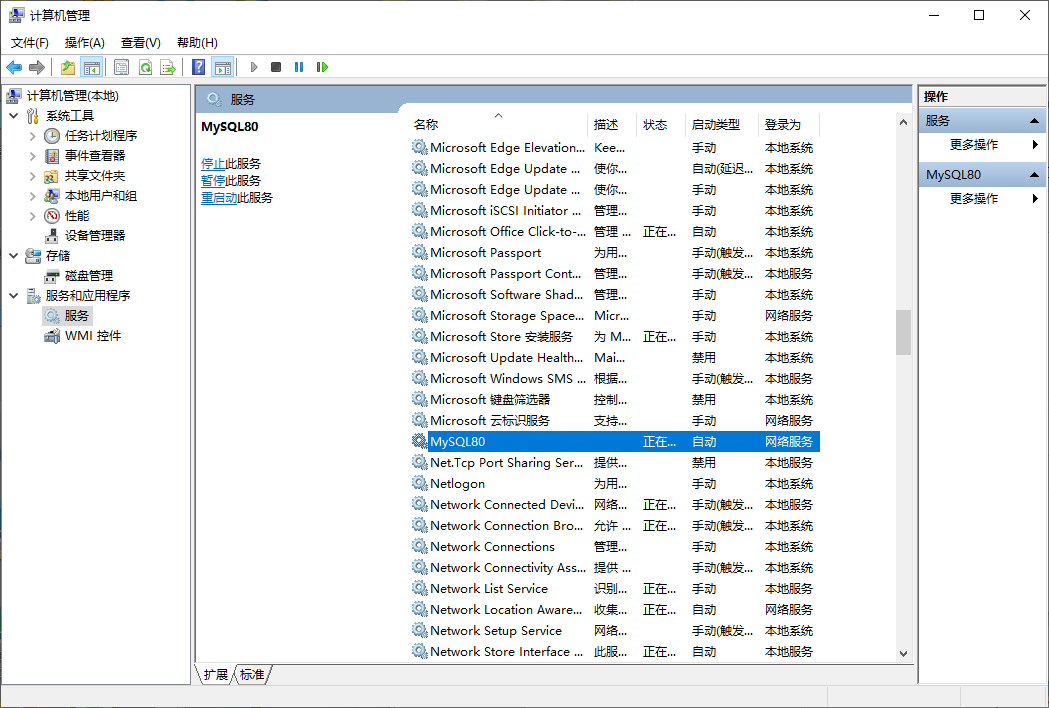 计算机管理
文件(F) 操作(A) 查看(V) 帮助(H)
计算机管理(本地)
系统工具
任务计划程序
事件查看器
共享文件夹
本地用户和组
性能
设备管理器
存储
磁盘管理
服务和应用程序
服务
WMI 控件
服务
MySQL80
停止此服务
暂停此服务
重启动此服务
名称 描述 状态 启动类型 登录为
Microsoft Edge Elevation... Kee... 手动 本地系统
Microsoft Edge Update ... 使你... 自动(延迟... 本地系统
Microsoft Edge Update ... 使你... 手动 本地系统
Microsoft iSCSI Initiator ... 管理... 手动 本地系统
Microsoft Office Click-to-... 管理 ... 正在... 自动 本地系统
Microsoft Passport 为用... 手动(触发... 本地系统
Microsoft Passport Cont... 管理... 手动(触发... 本地服务
Microsoft Software Shad... 管理... 手动 本地系统
Microsoft Storage Space... Micr... 手动 网络服务
Microsoft Store 安装服务 为 M... 正在... 手动 本地系统
Microsoft Update Health... Mai... 禁用 本地系统
Microsoft Windows SMS ... 根据... 手动(触发... 本地服务
Microsoft 键盘筛选器 控制... 禁用 本地系统
Microsoft 云标识服务 支持... 手动 网络服务
MySQL80 正在... 自动 网络服务
Net.Tcp Port Sharing Ser... 提供... 禁用 本地服务
Netlogon 为用... 手动 本地系统
Network Connected Devi... 网络... 正在... 手动(触发... 本地服务
Network Connection Bro... 允许 ... 正在... 手动(触发... 本地系统
Network Connections 管理... 手动 本地系统
Network Connectivity Ass... 提供 ... 手动(触发... 本地系统
Network List Service 识别... 正在... 手动 本地服务
Network Location Aware... 收集... 正在... 自动 网络服务
Network Setup Service 网络... 手动(触发... 本地系统
Network Store Interface ... 此服... 正在... 自动 本地服务
扩展 标准
操作
服务
更多操作
MySQL80
更多操作